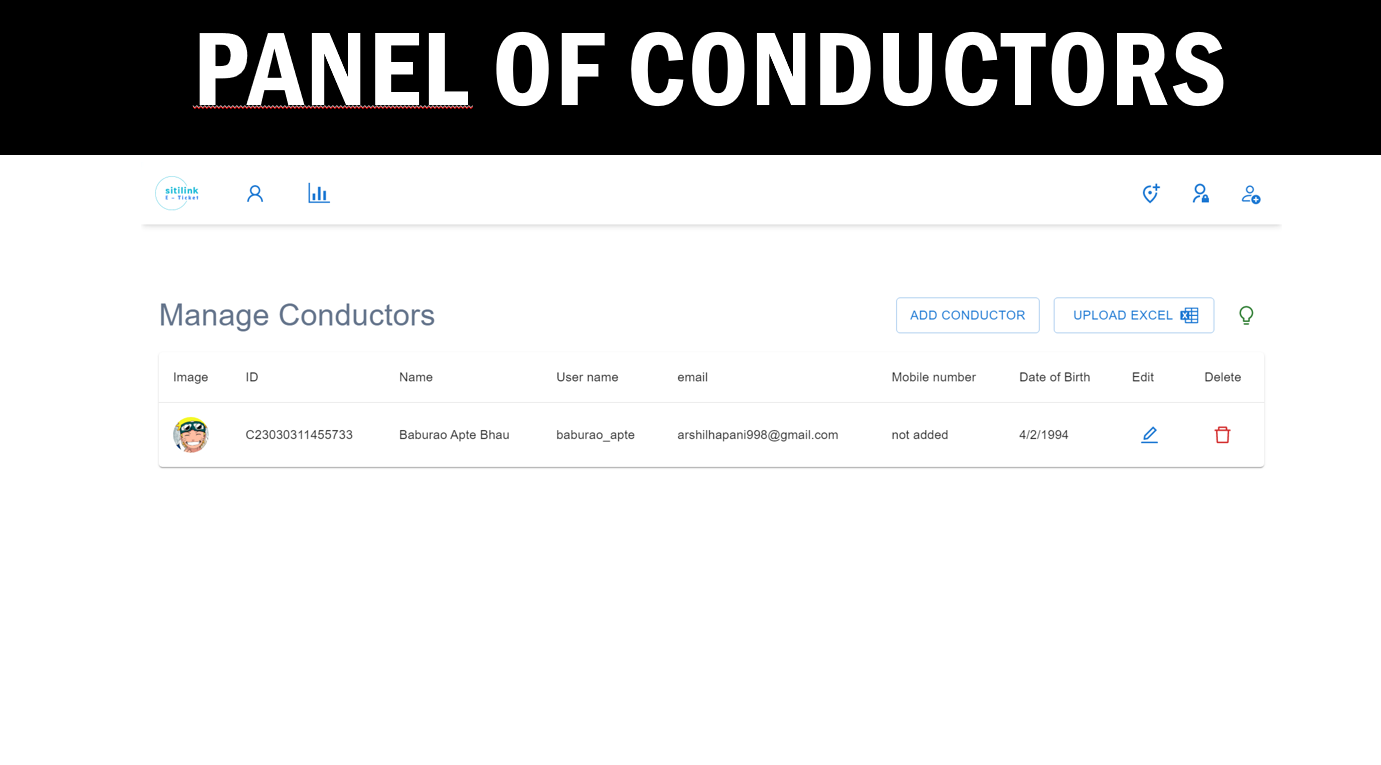 PANEL OF CONDUCTORS
sitilink
E - Ticket
Manage Conductors
ADD CONDUCTOR
UPLOAD EXCEL
Image ID Name User name email Mobile number Date of Birth Edit Delete
C23030311455733 Baburao Apte Bhau baburao_apte arshilhapani998@gmail.com not added 4/2/1994